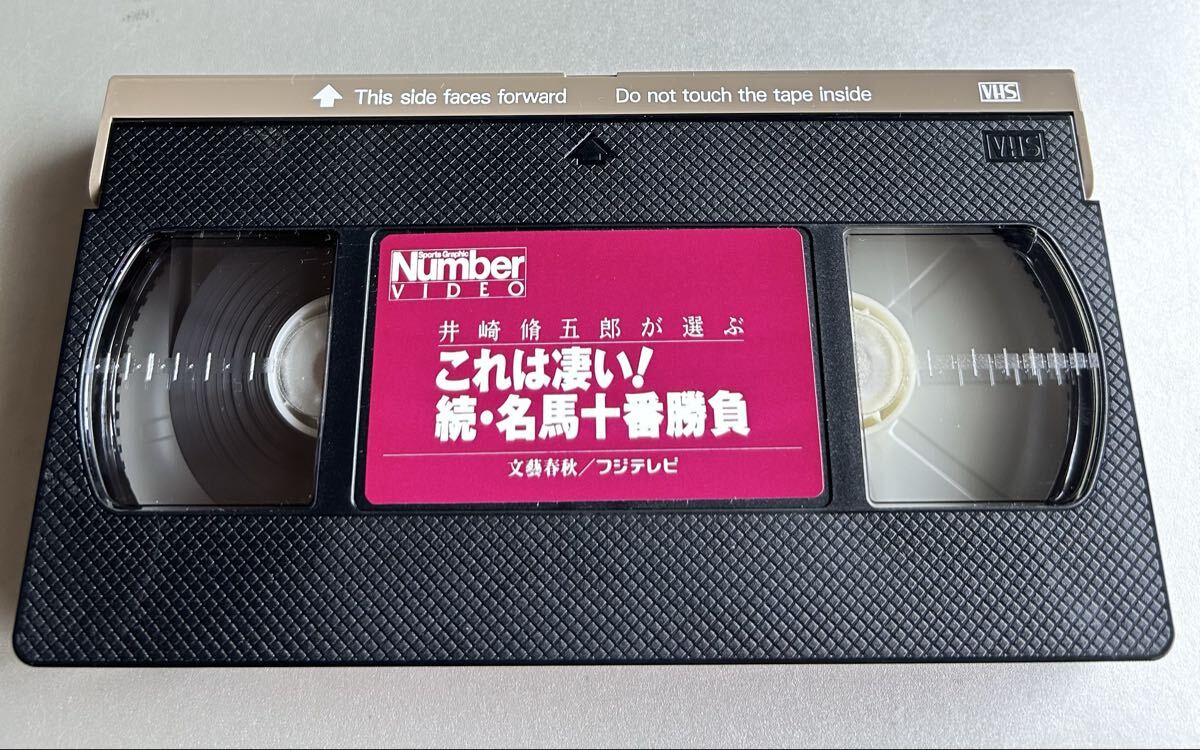 This side faces forward Do not touch the tape inside VHS
VHS
Sports Graphic
Number
VIDEO
井崎脩五郎が選ぶ
これは凄い!
続・名馬十番勝負
文藝春秋/フジテレビ